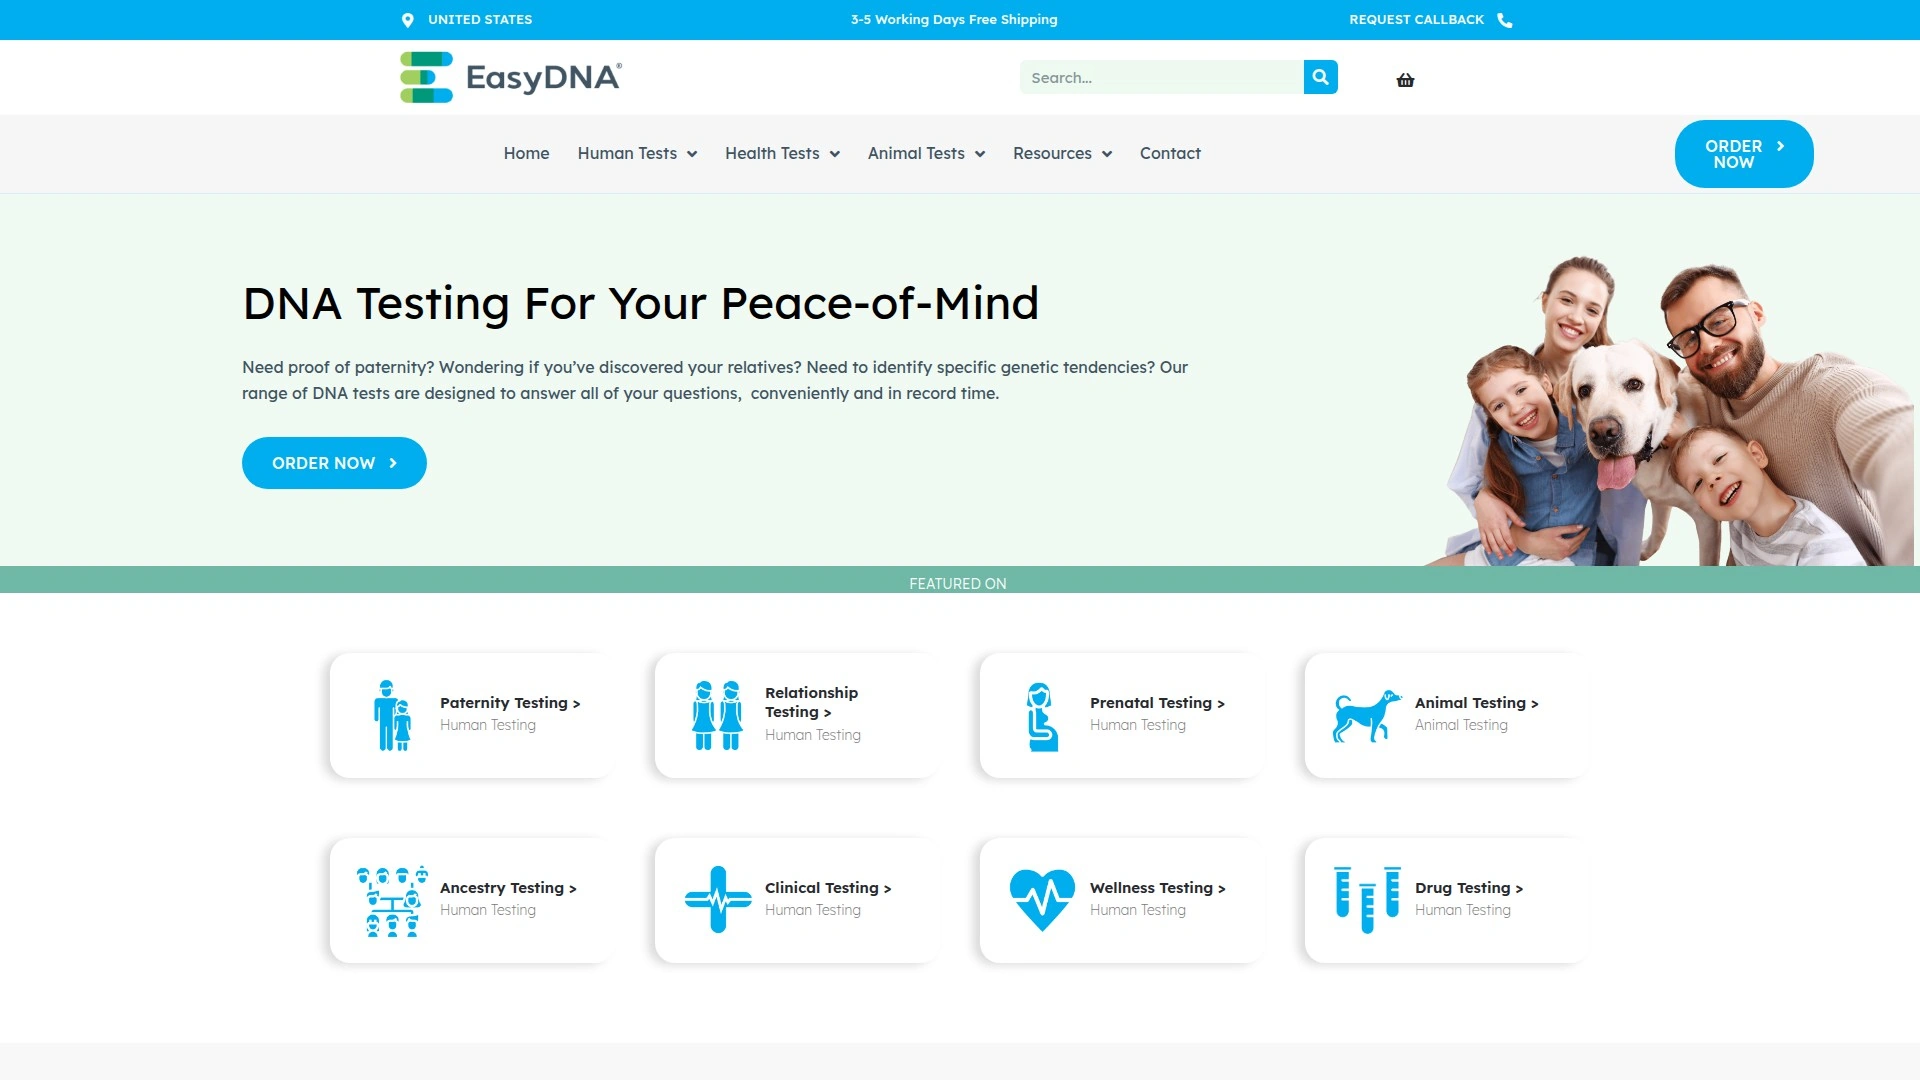 UNITED STATES
3-5 Working Days Free Shipping
REQUEST CALLBACK
EasyDNA®
Search...
Home
Human Tests
Health Tests
Animal Tests
Resources
Contact
ORDER
NOW
DNA Testing For Your Peace-of-Mind
Need proof of paternity? Wondering if you’ve discovered your relatives? Need to identify specific genetic tendencies? Our
range of DNA tests are designed to answer all of your questions,  conveniently and in record time.
ORDER NOW
FEATURED ON
Paternity Testing >
Human Testing
Relationship
Testing >
Human Testing
Prenatal Testing >
Human Testing
Animal Testing >
Animal Testing
Ancestry Testing >
Human Testing
Clinical Testing >
Human Testing
Wellness Testing >
Human Testing
Drug Testing >
Human Testing